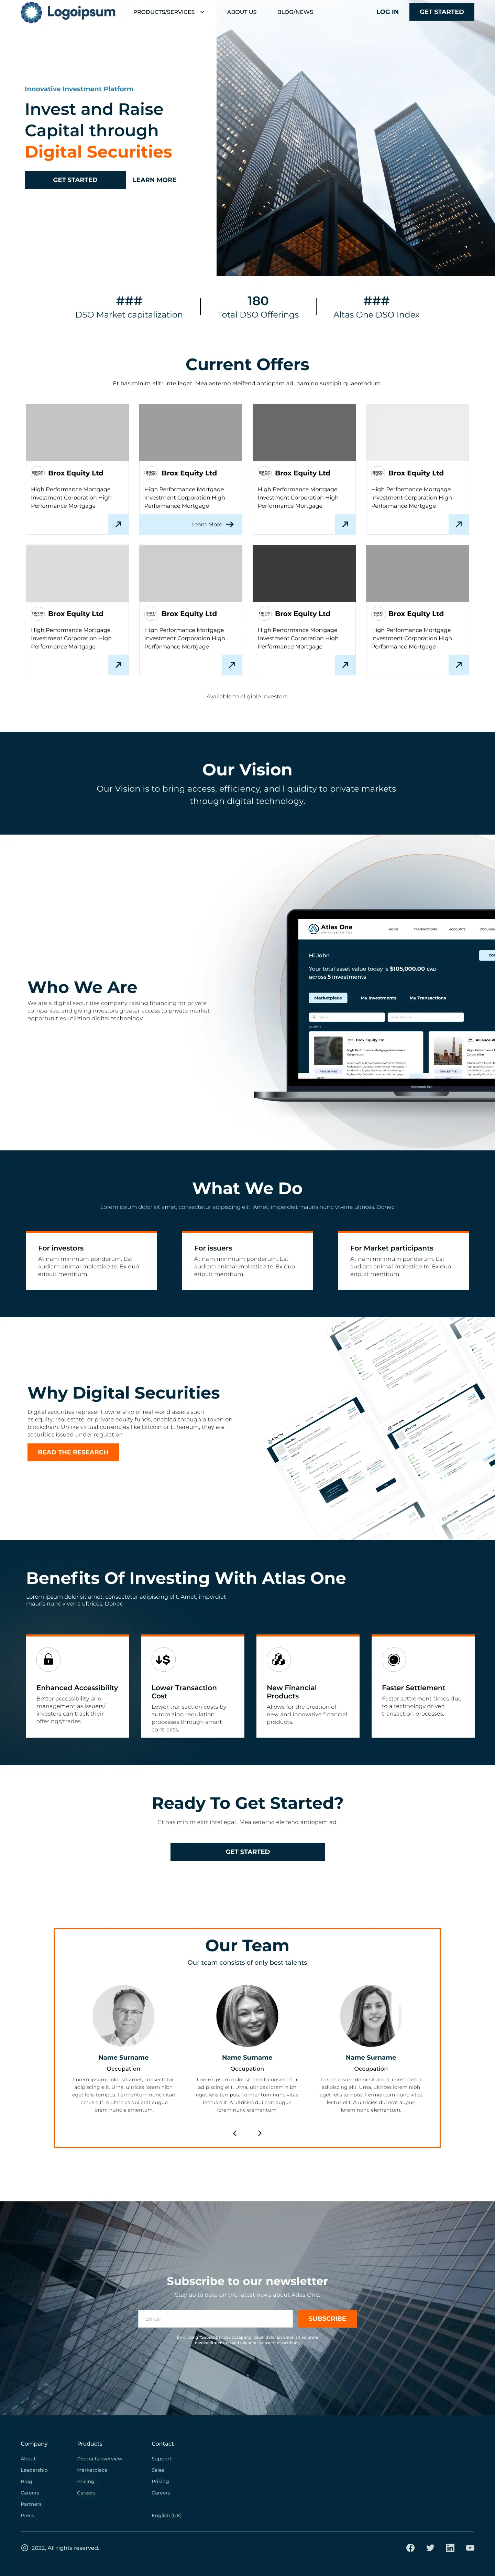 Logoipsum
PRODUCTS/SERVICES
ABOUT US
BLOG/NEWS
LOG IN
GET STARTED
Innovative Investment Platform
Invest and Raise
Capital through
Digital Securities
GET STARTED
LEARN MORE
###
DSO Market capitalization
180
Total DSO Offerings
###
Altas One DSO Index
Current Offers
Et has minim elitr intellegat. Mea aeterno eleifend antiopam ad, nam no suscipit quaerendum.
Brox Equity Ltd
High Performance Mortgage
Investment Corporation High
Performance Mortgage
Brox Equity Ltd
High Performance Mortgage
Investment Corporation High
Performance Mortgage
Learn More
Brox Equity Ltd
High Performance Mortgage
Investment Corporation High
Performance Mortgage
Brox Equity Ltd
High Performance Mortgage
Investment Corporation High
Performance Mortgage
Brox Equity Ltd
High Performance Mortgage
Investment Corporation High
Performance Mortgage
Brox Equity Ltd
High Performance Mortgage
Investment Corporation High
Performance Mortgage
Brox Equity Ltd
High Performance Mortgage
Investment Corporation High
Performance Mortgage
Brox Equity Ltd
High Performance Mortgage
Investment Corporation High
Performance Mortgage
Available to eligible investors.
Our Vision
Our Vision is to bring access, efficiency, and liquidity to private markets
through digital technology.
Who We Are
We are a digital securities company raising financing for private
companies, and giving investors greater access to private market
opportunities utilizing digital technology.
Atlas One
HOME
TRANSACTIONS
ACCOUNTS
Hi John
Your total asset value today is $105,000.00 CAD
across 5 investments
Marketplace
My Investments
My Transactions
Brox Equity Ltd
High-Performance Mortgage Investment
Corporation
REAL ESTATE
REAL ESTATE
Macbook Pro
What We Do
Lorem ipsum dolor sit amet, consectetur adipiscing elit. Amet, imperdiet mauris nunc viverra ultrices. Donec
For investors
At nam minimum ponderum. Est
audiam animal molestiae te. Ex duo
eripuit mentitum.
For issuers
At nam minimum ponderum. Est
audiam animal molestiae te. Ex duo
eripuit mentitum.
For Market participants
At nam minimum ponderum. Est
audiam animal molestiae te. Ex duo
eripuit mentitum.
Why Digital Securities
Digital securities represent ownership of real world assets such
as equity, real estate, or private equity funds, enabled through a token on
blockchain. Unlike virtual currencies like Bitcoin or Ethereum, they are
securities issued under regulation
READ THE RESEARCH
Benefits Of Investing With Atlas One
Lorem ipsum dolor sit amet, consectetur adipiscing elit. Amet, imperdiet
mauris nunc viverra ultrices. Donec
Enhanced Accessibility
Better accessibility and
management as issuers/
investors can track their
offerings/trades.
Lower Transaction
Cost
Lower transaction costs by
automizing regulation
processes through smart
contracts.
New Financial
Products
Allows for the creation of
new and innovative financial
products.
Faster Settlement
Faster settlement times due
to a technology driven
transaction processes.
Ready To Get Started?
Et has minim elitr intellegat. Mea aeterno eleifend antiopam ad.
GET STARTED
Our Team
Our team consists of only best talents
Name Surname
Occupation
Lorem ipsum dolor sit amet, consectetur
adipiscing elit. Urna, ultrices lorem nibh
eget felis tempus. Fermentum nunc vitae
lectus elit. A ultricies dui erat augue
lorem nunc elementum.
Name Surname
Occupation
Lorem ipsum dolor sit amet, consectetur
adipiscing elit. Urna, ultrices lorem nibh
eget felis tempus. Fermentum nunc vitae
lectus elit. A ultricies dui erat augue
lorem nunc elementum.
Name Surname
Occupation
Lorem ipsum dolor sit amet, consectetur
adipiscing elit. Urna, ultrices lorem nibh
eget felis tempus. Fermentum nunc vitae
lectus elit. A ultricies dui erat augue
lorem nunc elementum.
Subscribe to our newsletter
Stay up to date on the latest news about Atlas One.
Email
SUBSCRIBE
Company
About
Leadership
Blog
Careers
Partners
Press
Products
Products overview
Marketplace
Pricing
Careers
Contact
Support
Sales
Pricing
Careers
English (UK)
2022, All rights reserved.